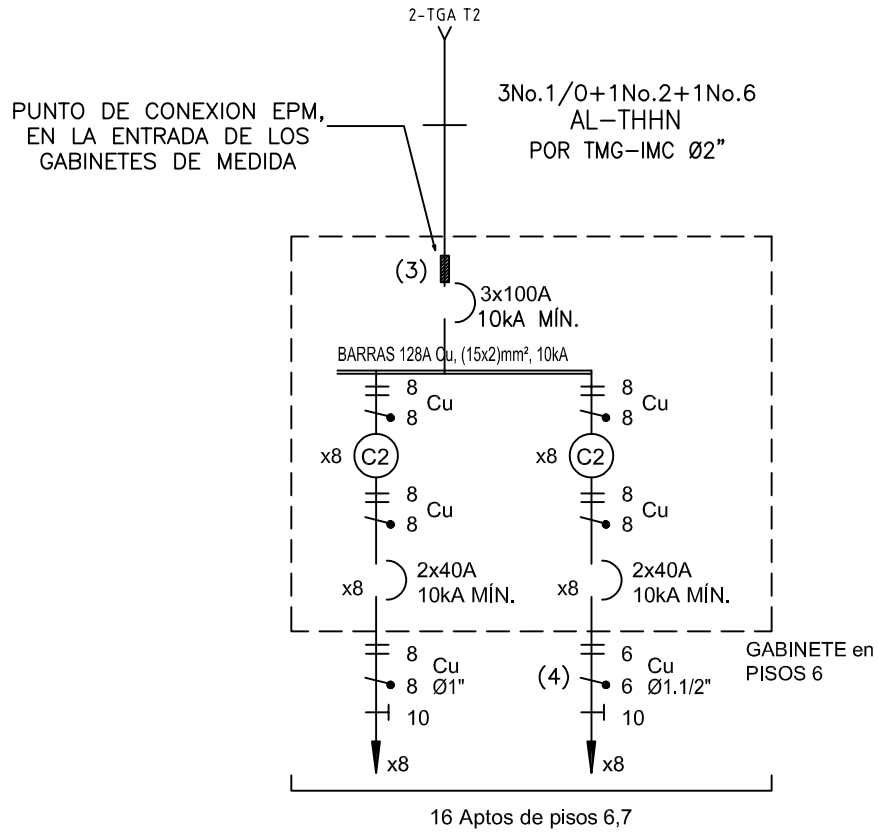 2-TGA T2
3No.1/0+1No.2+1No.6
AL-THHN
POR TMG-IMC Ø2"
PUNTO DE CONEXION EPM,
EN LA ENTRADA DE LOS
GABINETES DE MEDIDA
(3)
3x100A
10kA MÍN.
BARRAS 128A Cu, (15x2)mm², 10kA
8
Cu
8
8
Cu
8
x8
C2
x8
C2
8
Cu
8
8
Cu
8
2x40A
x8
10kA MÍN.
2x40A
x8
10kA MÍN.
GABINETE en
PISOS 6
8
Cu
8
Ø1"
10
(4)
6
Cu
6
Ø1.1/2"
10
x8
x8
16 Aptos de pisos 6,7